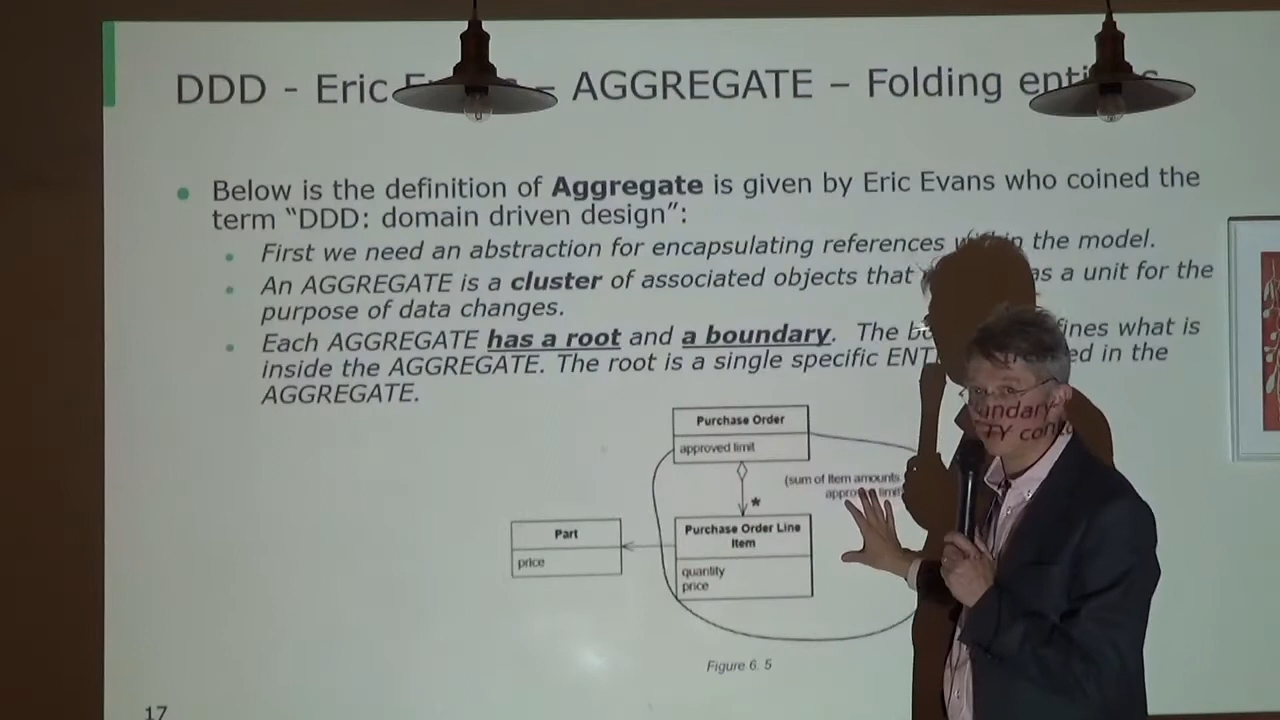 DDD - Eric – AGGREGATE – Folding
Below is the definition of Aggregate is given by Eric Evans who coined the
term “DDD: domain driven design”:
First we need an abstraction for encapsulating references the model.
An AGGREGATE is a cluster of associated objects that as a unit for the
purpose of data changes.
Each AGGREGATE has a root and a boundary. The what is
inside the AGGREGATE. The root is a single specific in the
AGGREGATE.
Purchase Order
approved limit
(sum of Item amounts
*
Part
price
Purchase Order Line
Item
quantity
price
Figure 6. 5
17